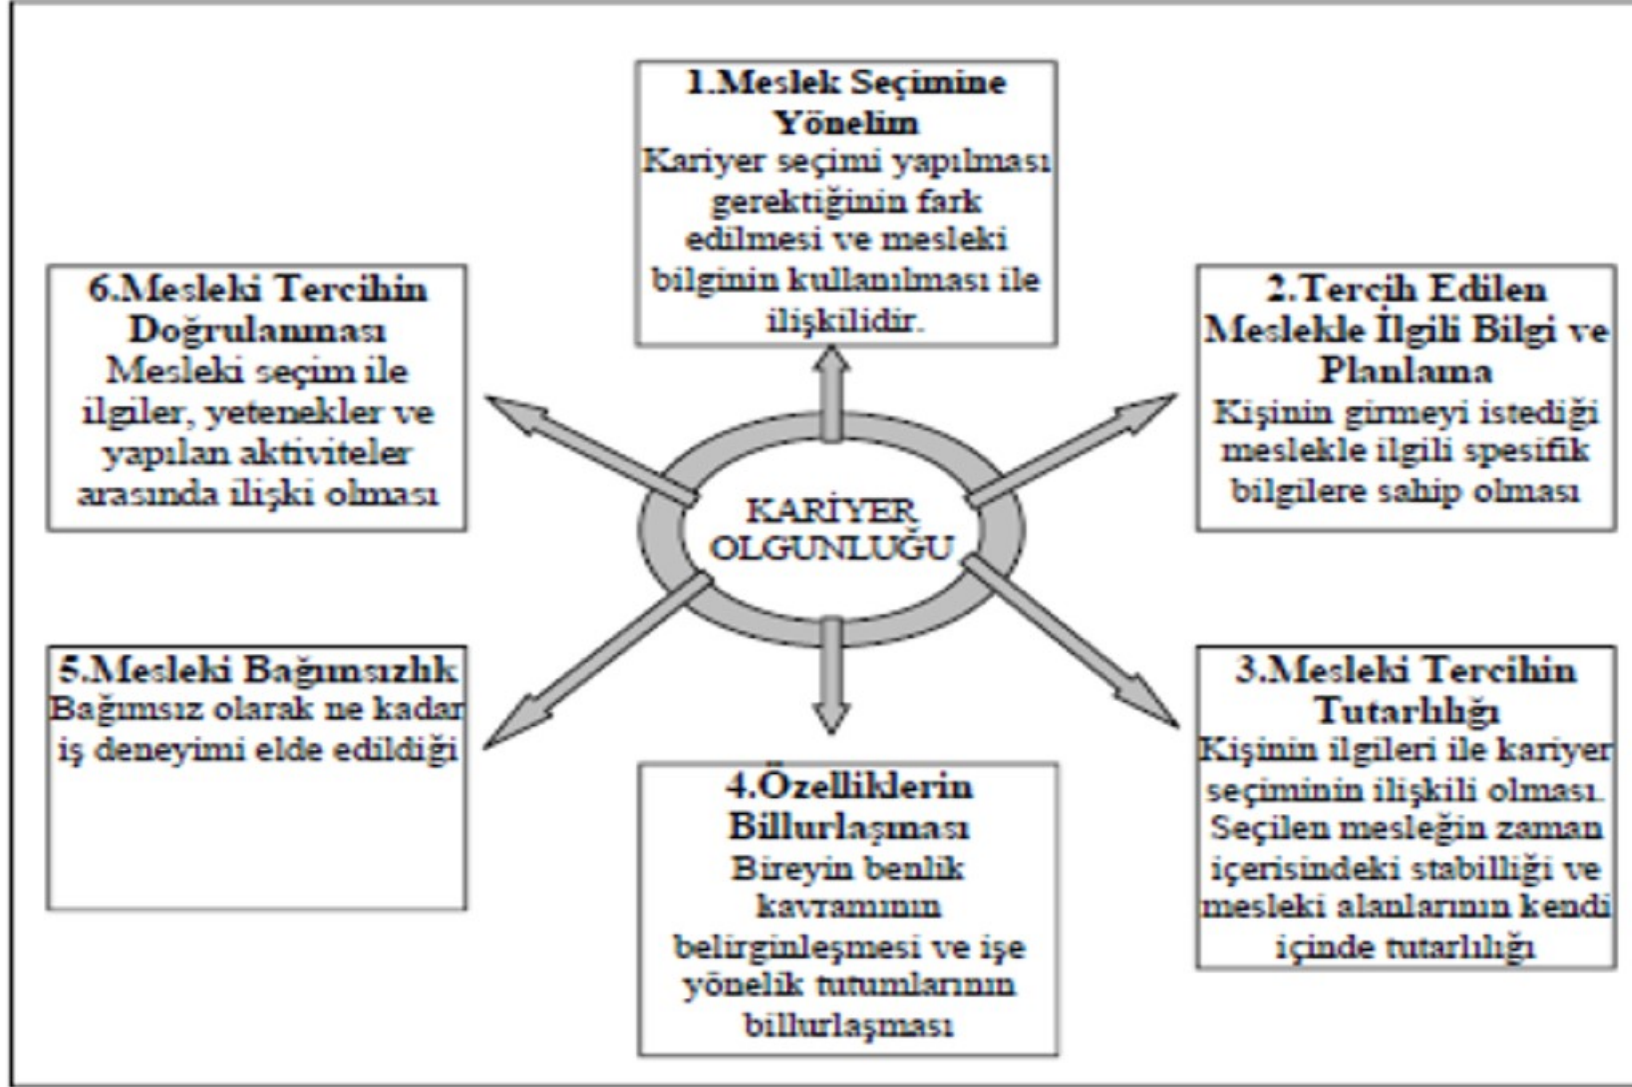 1.Meslek Seçimine
Yönelim
Kariyer seçimi yapılması
gerektiğinin fark
edilmesi ve mesleki
bilginin kullanılması ile
ilişkilidir.
6.Mesleki Tercihin
Doğrulanması
Mesleki seçim ile
ilgiler, yetenekler ve
yapılan aktiviteler
arasında ilişki olması
2.Tercih Edilen
Meslekle İlgili Bilgi ve
Planlama
Kişinin girmeyi istediği
meslekle ilgili spesifik
bilgilere sahip olması
KARİYER
OLGUNLUĞU
5.Mesleki Bağımsızlık
Bağımsız olarak ne kadar
iş deneyimi elde edildiği
3.Mesleki Tercihin
Tutarlılığı
Kişinin ilgileri ile kariyer
seçiminin ilişkili olması.
Seçilen mesleğin zaman
içerisindeki stabilliği ve
mesleki alanlarının kendi
içinde tutarlılığı
4.Özelliklerin
Billurlaşması
Bireyin benlik
kavramının
belirginleşmesi ve işe
yönelik tutumlarının
billurlaşması